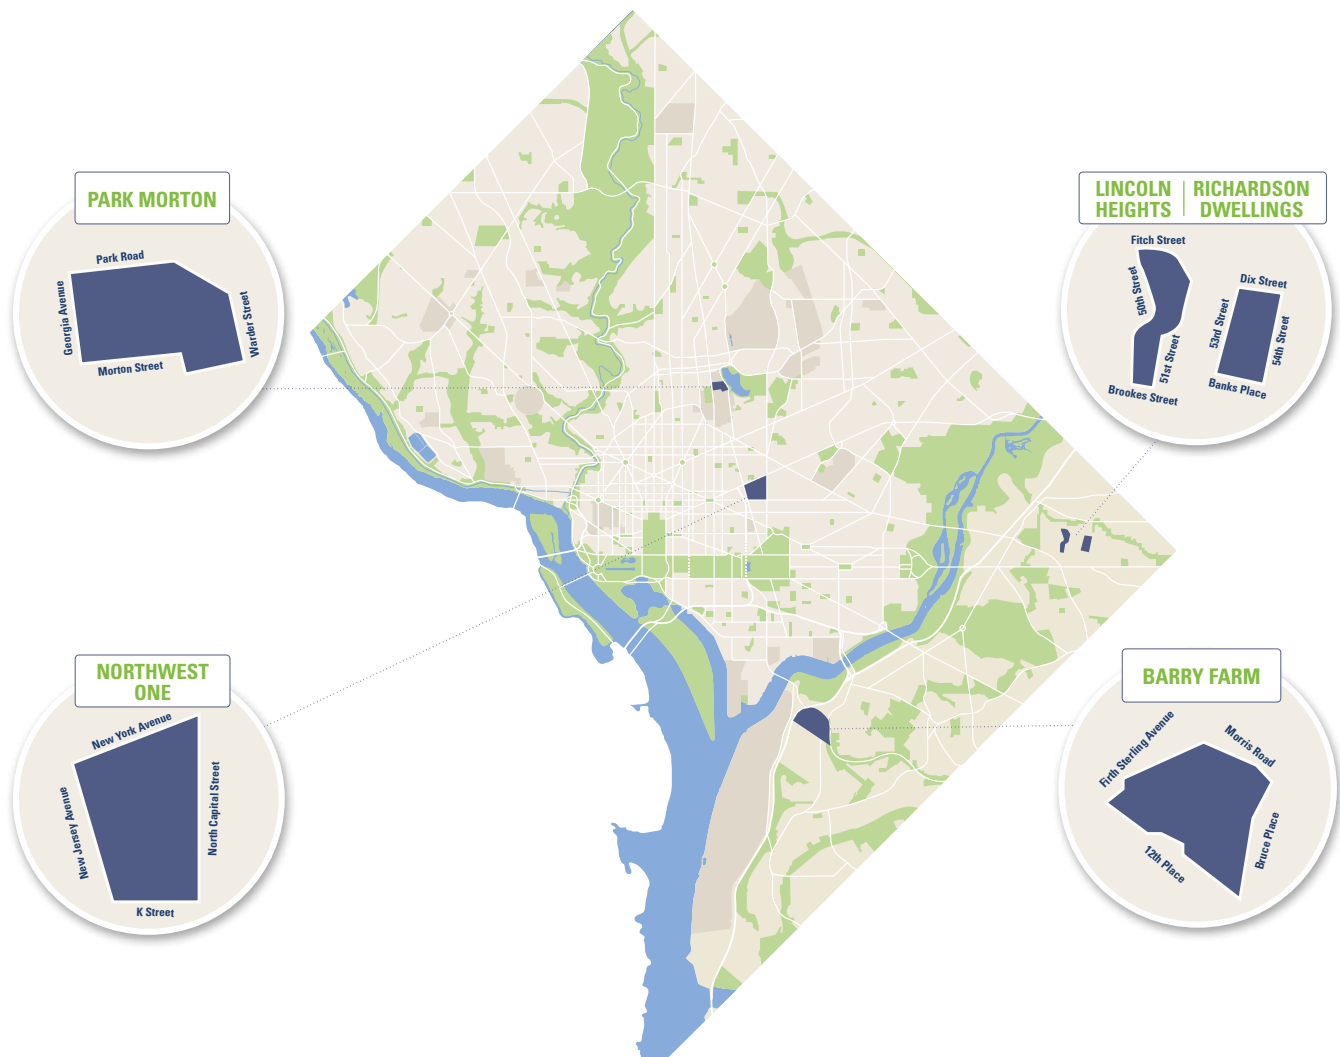 PARK MORTON
Park Road
Georgia Avenue
Warder Street
Morton Street
LINCOLN HEIGHTS
RICHARDSON DWELLINGS
Fitch Street
50th Street
51st Street
Brookes Street
Dix Street
53rd Street
54th Street
Banks Place
NORTHWEST
ONE
New York Avenue
New Jersey Avenue
North Capital Street
K Street
BARRY FARM
Firth Sterling Avenue
Morris Road
Bruce Place
12th Place